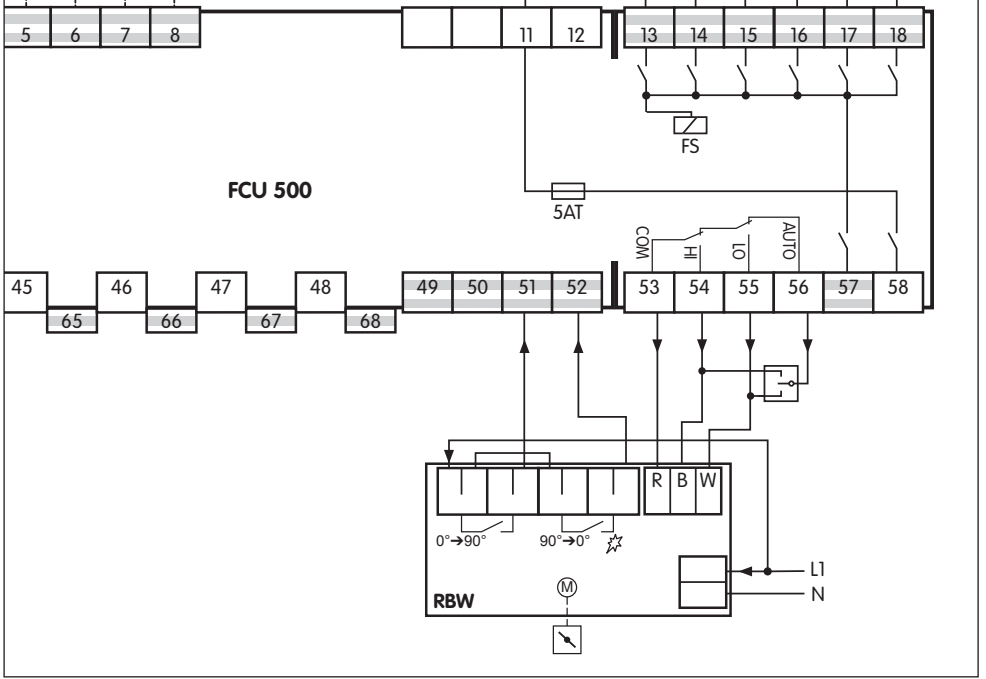 5 6 7 8 11 12 13 14 15 16 17 18
FS
FCU 500
5AT
COM HI LO AUTO
45 46 47 48 49 50 51 52 53 54 55 56 57 58
65 66 67 68
R B W
0°➔90° 90°➔0°
L1
M
N
RBW